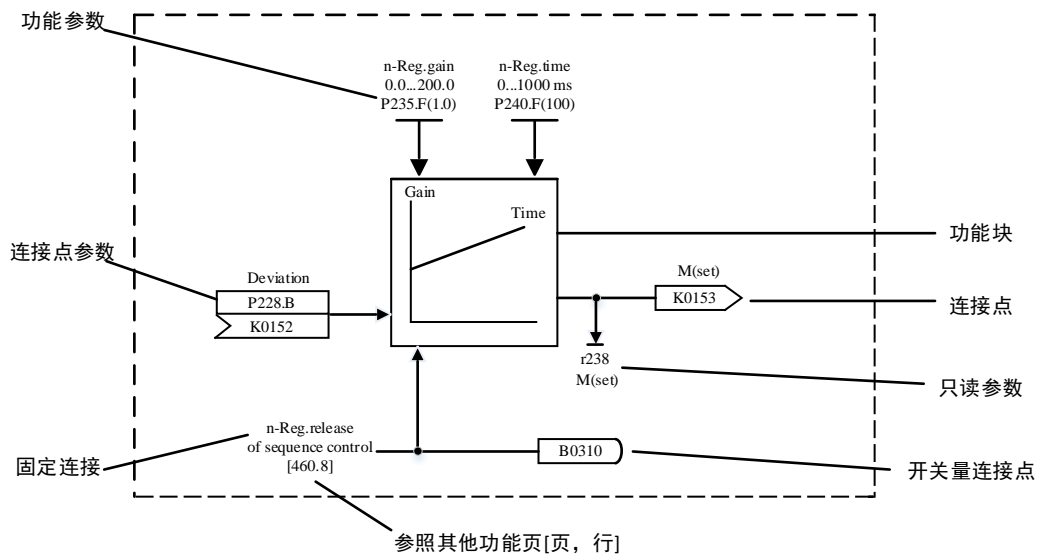 功能参数
n-Reg.gain
0.0...200.0
P235.F(1.0)
n-Reg.time
0...1000 ms
P240.F(100)
Gain
Time
功能块
连接点参数
Deviation
P228.B
K0152
M(set)
K0153
连接点
r238
M(set)
只读参数
n-Reg.release
of sequence control
[460.8]
固定连接
B0310
开关量连接点
参照其他功能页[页，行]